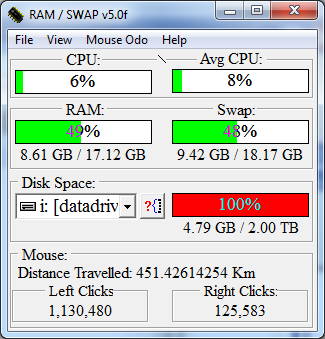 RAM / SWAP v5.0f
File View Mouse Odo Help
CPU: Avg CPU:
6% 8%
RAM: Swap:
49% 48%
8.61 GB / 17.12 GB 9.42 GB / 18.17 GB
Disk Space:
i: [datadriv ?{ 100%
4.79 GB / 2.00 TB
Mouse:
Distance Travelled: 451.42614254 Km
Left Clicks Right Clicks:
1,130,480 125,583